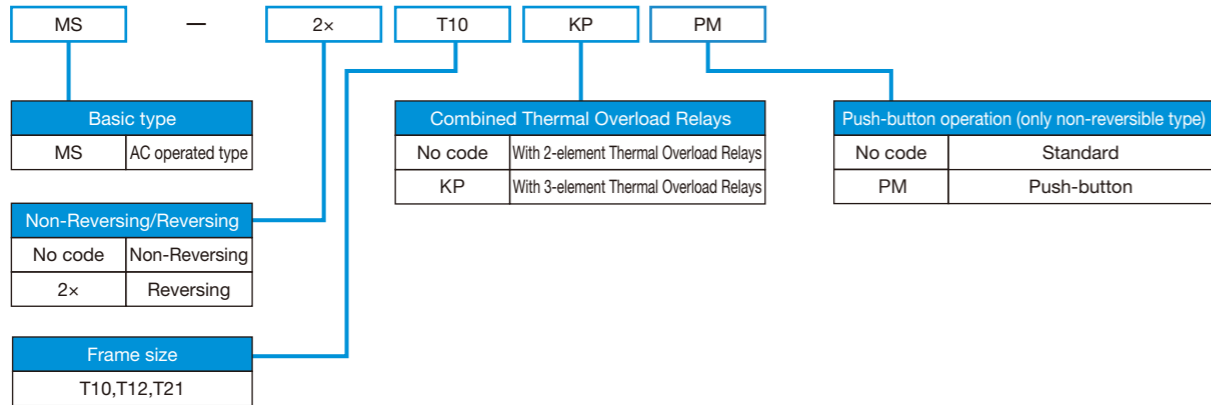 MS — 2× T10 KP PM
Basic type
MS AC operated type
Non-Reversing/Reversing
No code Non-Reversing
2× Reversing
Frame size
T10,T12,T21
Combined Thermal Overload Relays
No code With 2-element Thermal Overload Relays
KP With 3-element Thermal Overload Relays
Push-button operation (only non-reversible type)
No code Standard
PM Push-button